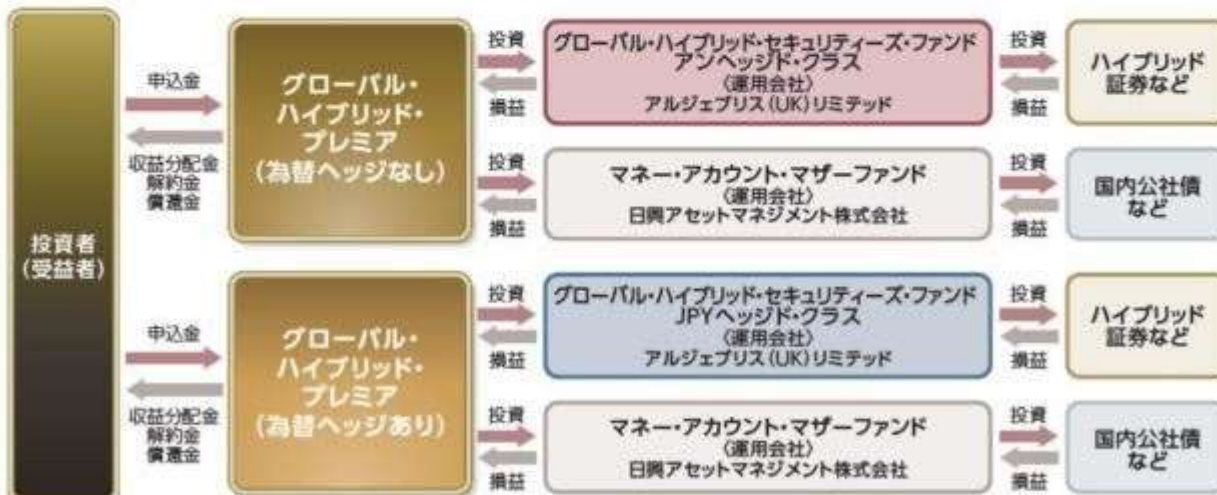 投資者
(受益者)
申込金
収益分配金
解約金
償還金
グローバル・
ハイブリッド・
プレミア
(為替ヘッジなし)
投資
損益
グローバル・ハイブリッド・セキュリティーズ・ファンド
アンヘッジド・クラス
〈運用会社〉
アルジェブリス(UK)リミテッド
投資
損益
ハイブリッド
証券など
投資
損益
マネー・アカウント・マザーファンド
〈運用会社〉
日興アセットマネジメント株式会社
投資
損益
国内公社債
など
申込金
収益分配金
解約金
償還金
グローバル・
ハイブリッド・
プレミア
(為替ヘッジあり)
投資
損益
グローバル・ハイブリッド・セキュリティーズ・ファンド
JPYヘッジド・クラス
〈運用会社〉
アルジェブリス(UK)リミテッド
投資
損益
ハイブリッド
証券など
投資
損益
マネー・アカウント・マザーファンド
〈運用会社〉
日興アセットマネジメント株式会社
投資
損益
国内公社債
など